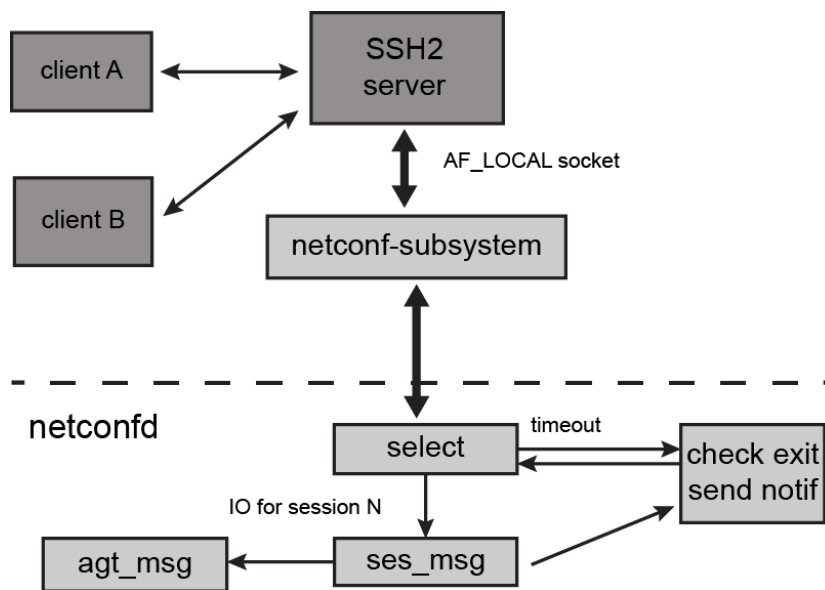 client A
SSH2
server
AF_LOCAL socket
client B
netconf-subsystem
netconfd
select
timeout
check exit
send notif
IO for session N
agt_msg
ses_msg